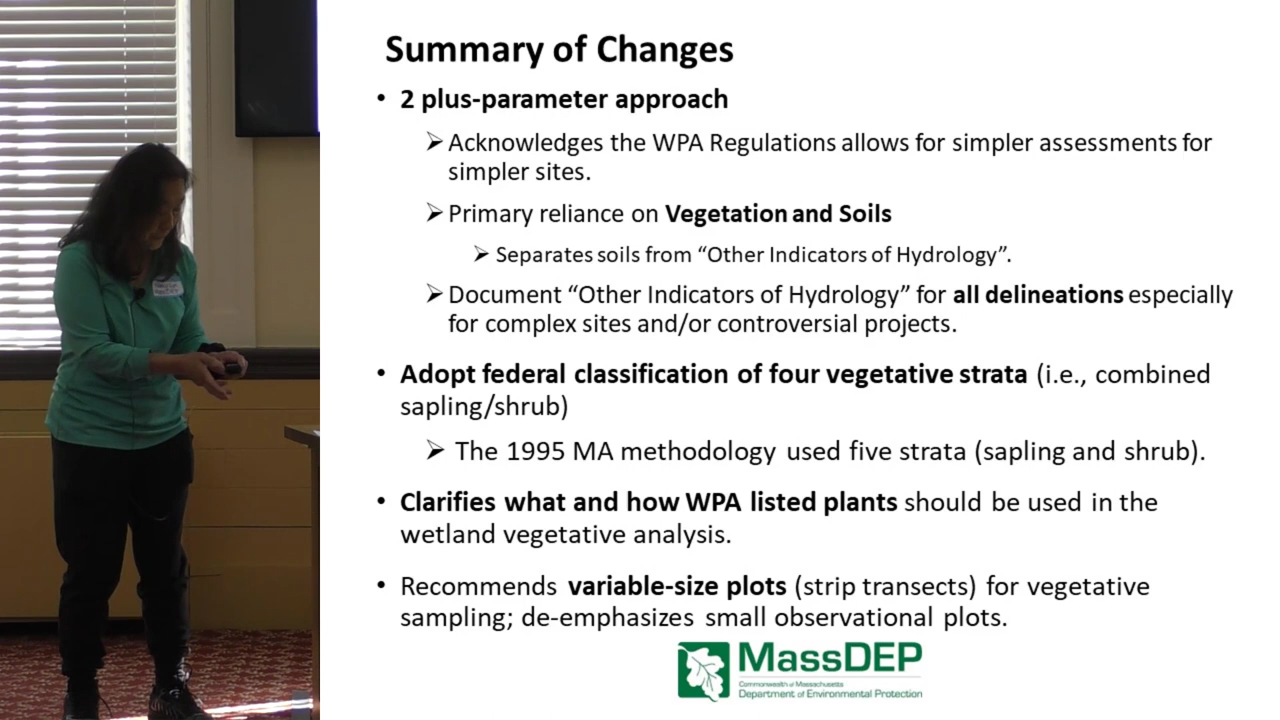 Summary of Changes
• 2 plus-parameter approach
➢ Acknowledges the WPA Regulations allows for simpler assessments for
simpler sites.
➢ Primary reliance on Vegetation and Soils
➢ Separates soils from “Other Indicators of Hydrology”.
➢ Document “Other Indicators of Hydrology” for all delineations especially
for complex sites and/or controversial projects.
• Adopt federal classification of four vegetative strata (i.e., combined
sapling/shrub)
➢ The 1995 MA methodology used five strata (sapling and shrub).
• Clarifies what and how WPA listed plants should be used in the
wetland vegetative analysis.
• Recommends variable-size plots (strip transects) for vegetative
sampling; de-emphasizes small observational plots.
MassDEP
Commonwealth of Massachusetts
Department of Environmental Protection